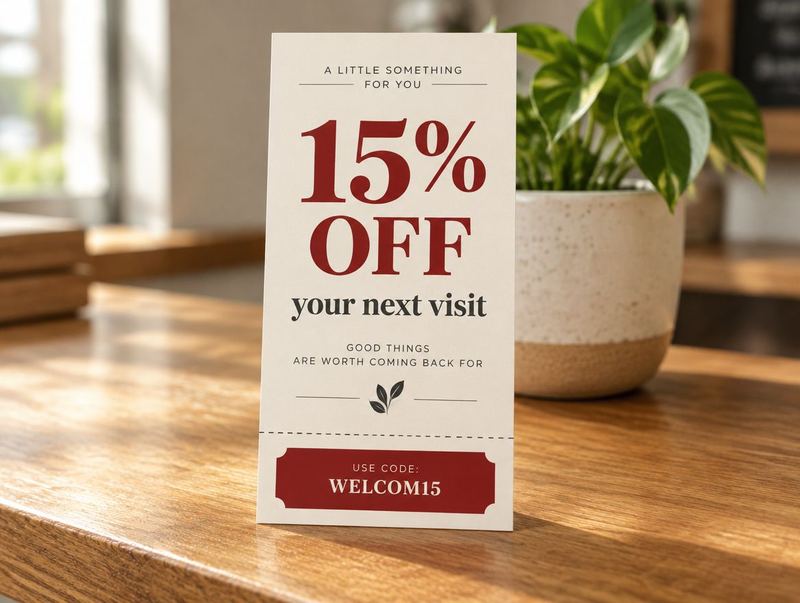 A LITTLE SOMETHING
FOR YOU
15%
OFF
your next visit
GOOD THINGS
ARE WORTH COMING BACK FOR
USE CODE:
WELCOM15